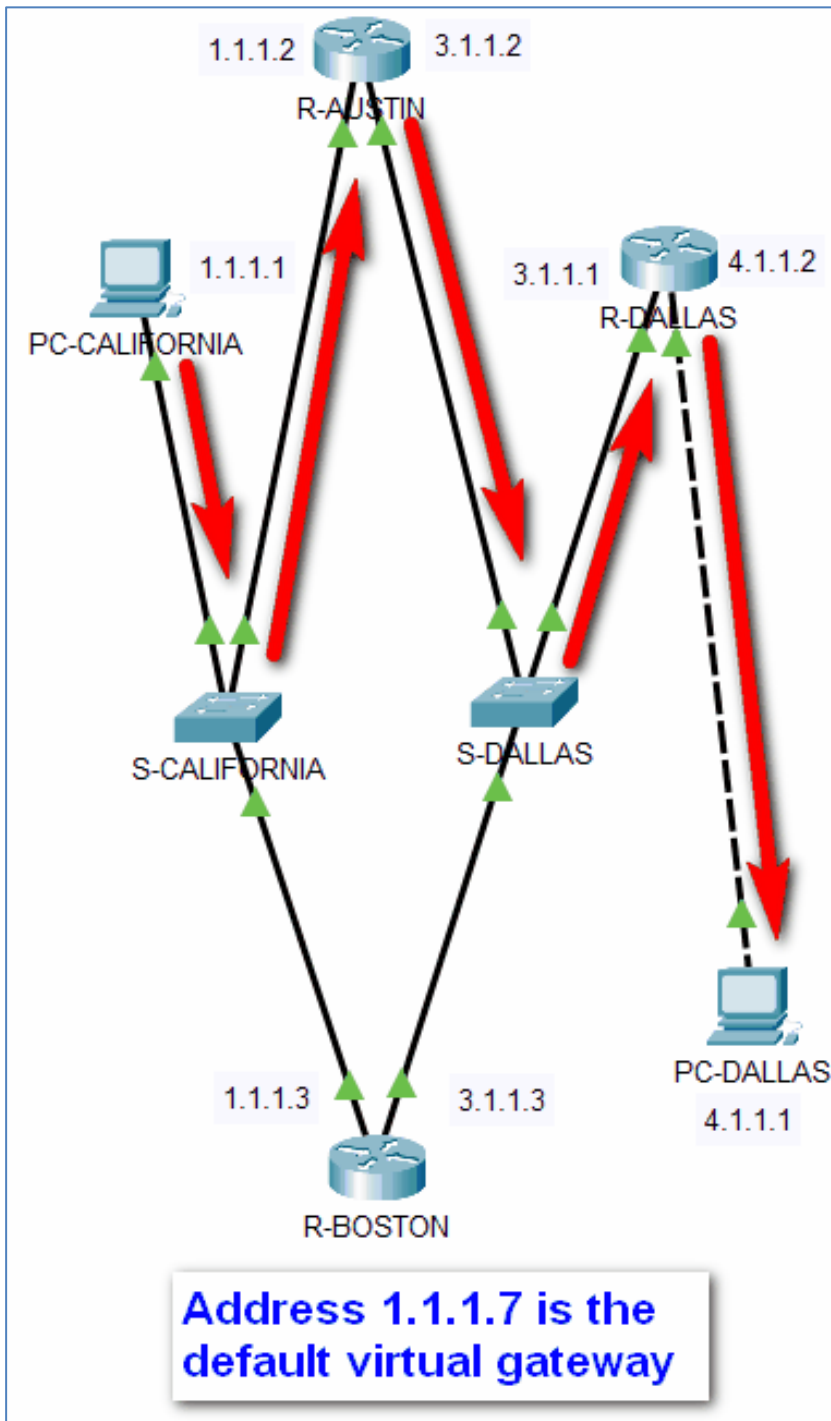 1.1.1.2
3.1.1.2
R-AUSTIN
1.1.1.1
PC-CALIFORNIA
3.1.1.1
4.1.1.2
R-DALLAS
S-CALIFORNIA
S-DALLAS
PC-DALLAS
4.1.1.1
1.1.1.3
3.1.1.3
R-BOSTON
Address 1.1.1.7 is the
default virtual gateway